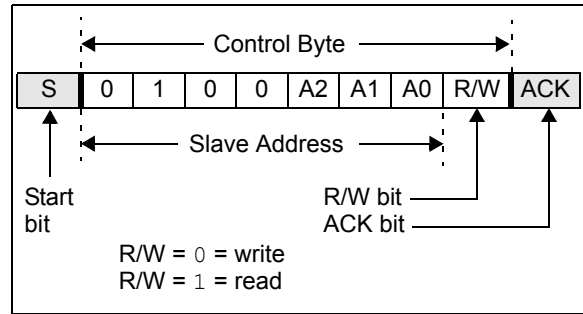 Control Byte
S 0 1 0 0 A2 A1 A0 R/W ACK
Slave Address
Start
bit
R/W bit
ACK bit
R/W = 0 = write
R/W = 1 = read